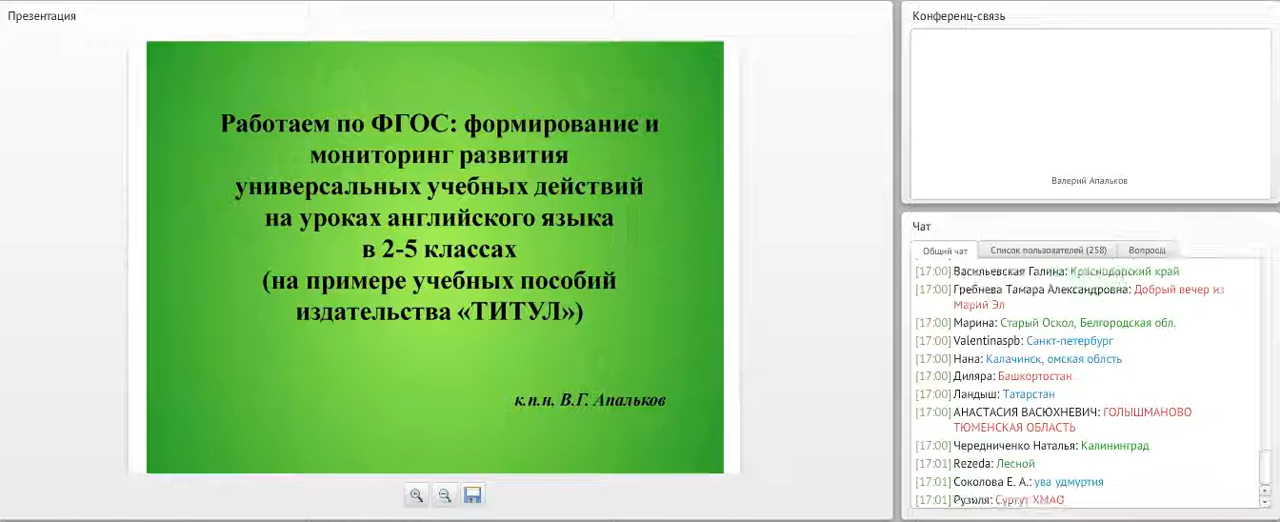 Презентация
Работаем по ФГОС: формирование и
мониторинг развития
универсальных учебных действий
на уроках английского языка
в 2-5 классах
(на примере учебных пособий
издательства «ТИТУЛ»)
к.п.н. В.Г. Апальков
Конференц-связь
Валерий Апальков
Чат
Общий чат Список пользователей (258) Вопросы
[17:00] Васильевская Галина: Краснодарский край
[17:00] Гребнева Тамара Александровна: Добрый вечер из
Марий Эл
[17:00] Марина: Старый Оскол, Белгородская обл.
[17:00] Valentinaspb: Санкт-петербург
[17:00] Нана: Калачинск, омская облсть
[17:00] Диляра: Башкортостан
[17:00] Ландыш: Татарстан
[17:00] АНАСТАСИЯ ВАСЮХНЕВИЧ: ГОЛЫШМАНОВО
ТЮМЕНСКАЯ ОБЛАСТЬ
[17:00] Чередниченко Наталья: Калининград
[17:01] Rezeda: Лесной
[17:01] Соколова Е. А.: ува удмуртия
[17:01] Рузиля: Сургут ХМАО